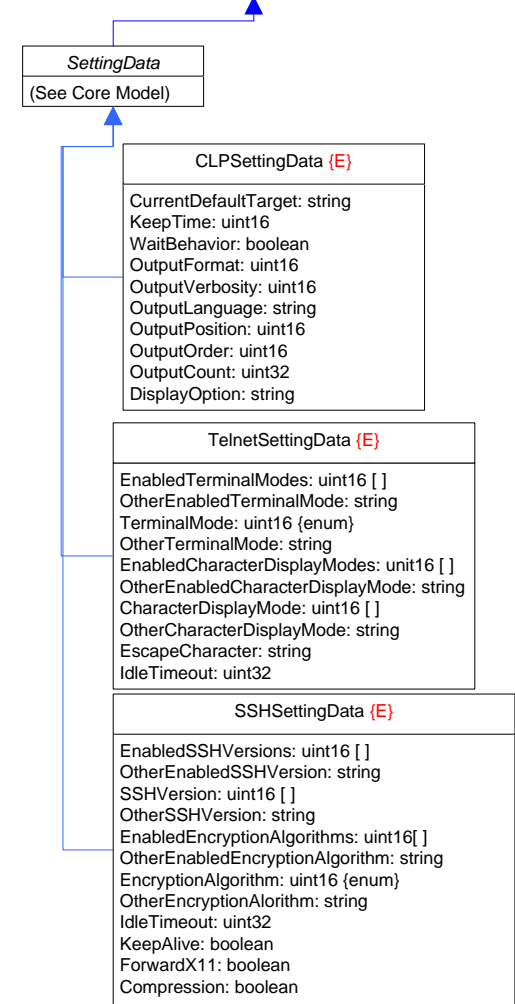 SettingData
(See Core Model)
CLPSettingData {E}
CurrentDefaultTarget: string
KeepTime: uint16
WaitBehavior: boolean
OutputFormat: uint16
OutputVerbosity: uint16
OutputLanguage: string
OutputPosition: uint16
OutputOrder: uint16
OutputCount: uint32
DisplayOption: string
TelnetSettingData {E}
EnabledTerminalModes: uint16 [ ]
OtherEnabledTerminalMode: string
TerminalMode: uint16 {enum}
OtherTerminalMode: string
EnabledCharacterDisplayModes: unit16 [ ]
OtherEnabledCharacterDisplayMode: string
CharacterDisplayMode: uint16 [ ]
OtherCharacterDisplayMode: string
EscapeCharacter: string
IdleTimeout: uint32
SSHSettingData {E}
EnabledSSHVersions: uint16 [ ]
OtherEnabledSSHVersion: string
SSHVersion: uint16 [ ]
OtherSSHVersion: string
EnabledEncryptionAlgorithms: uint16[ ]
OtherEnabledEncryptionAlgorithm: string
EncryptionAlgorithm: uint16 {enum}
OtherEncryptionAlorithm: string
IdleTimeout: uint32
KeepAlive: boolean
ForwardX11: boolean
Compression: boolean